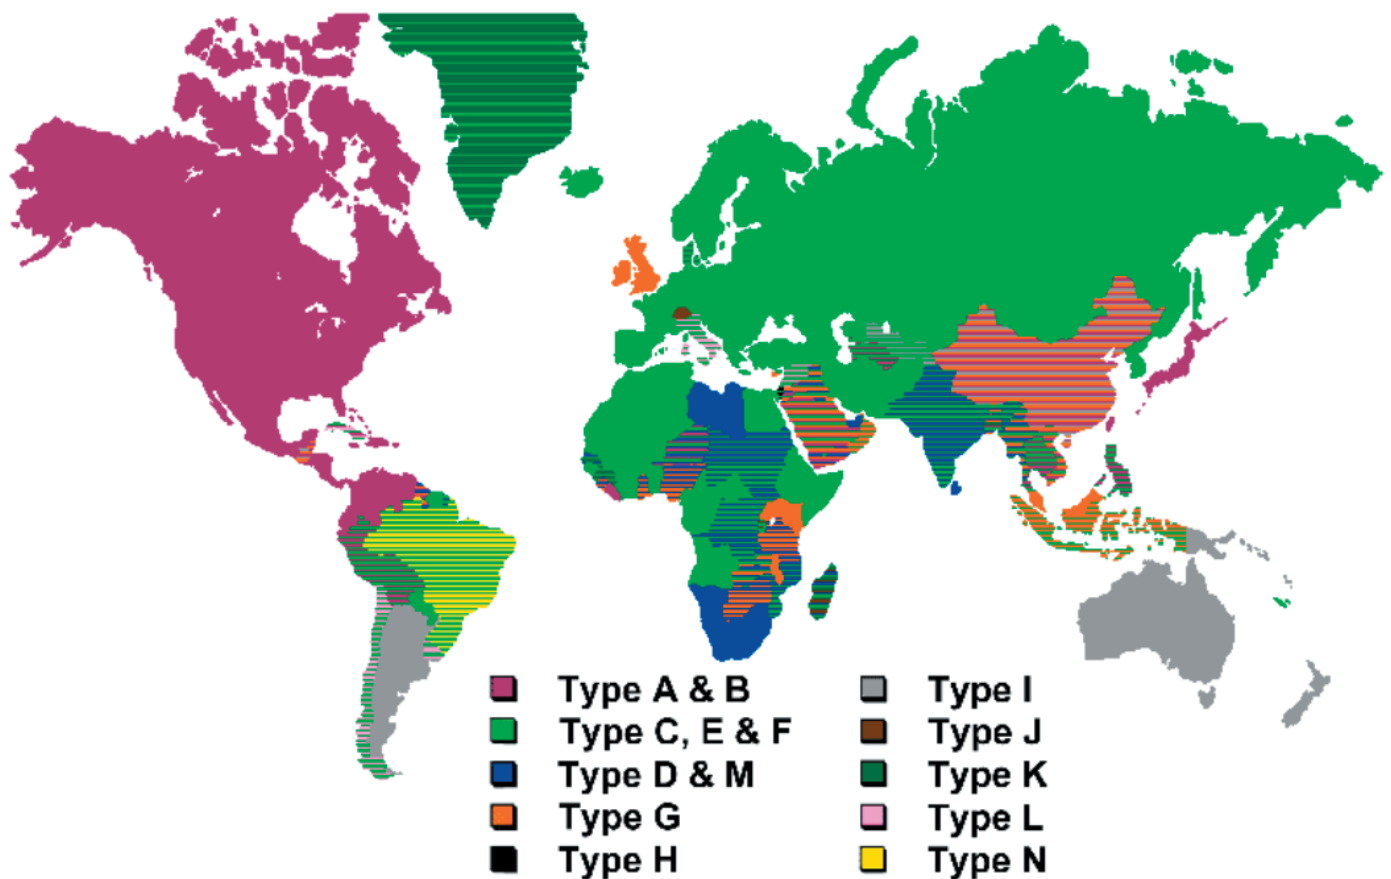 Type A & B
Type C, E & F
Type D & M
Type G
Type H
Type I
Type J
Type K
Type L
Type N